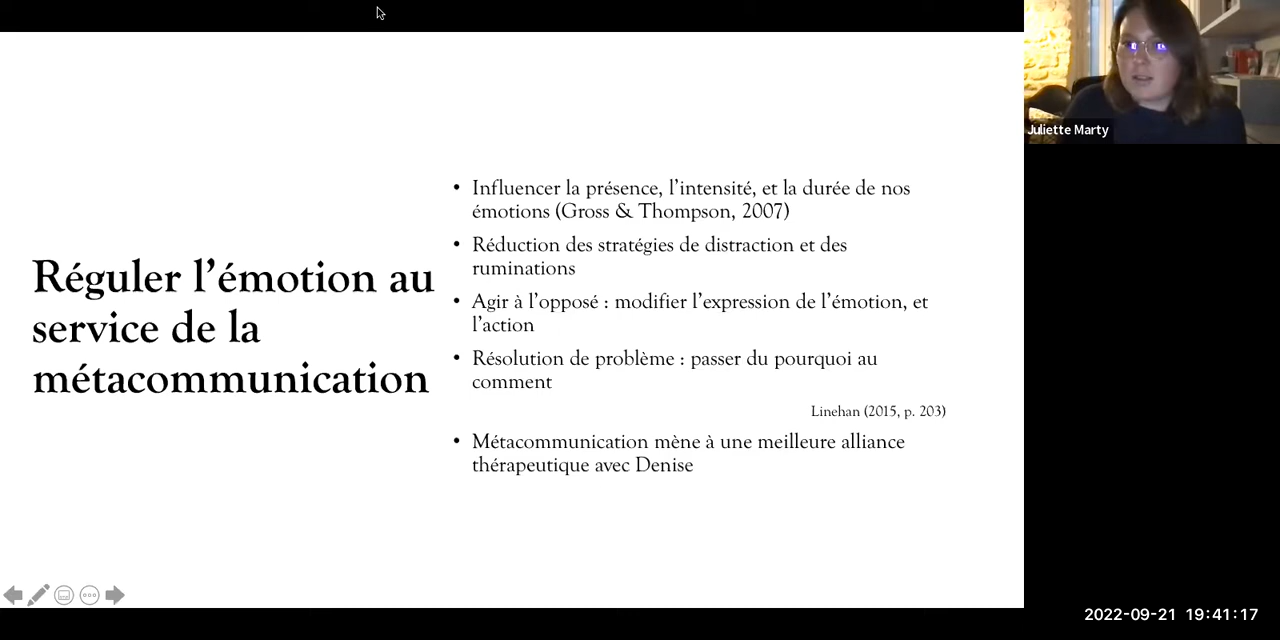 Réguler l'émotion au
service de la
métacommunication
• Influencer la présence, l'intensité, et la durée de nos
émotions (Gross & Thompson, 2007)
• Réduction des stratégies de distraction et des
ruminations
• Agir à l'opposé : modifier l'expression de l'émotion, et
l'action
• Résolution de problème : passer du pourquoi au
comment
Linehan (2015, p. 203)
• Métacommunication mène à une meilleure alliance
thérapeutique avec Denise
Juliette Marty
2022-09-21 19:41:17